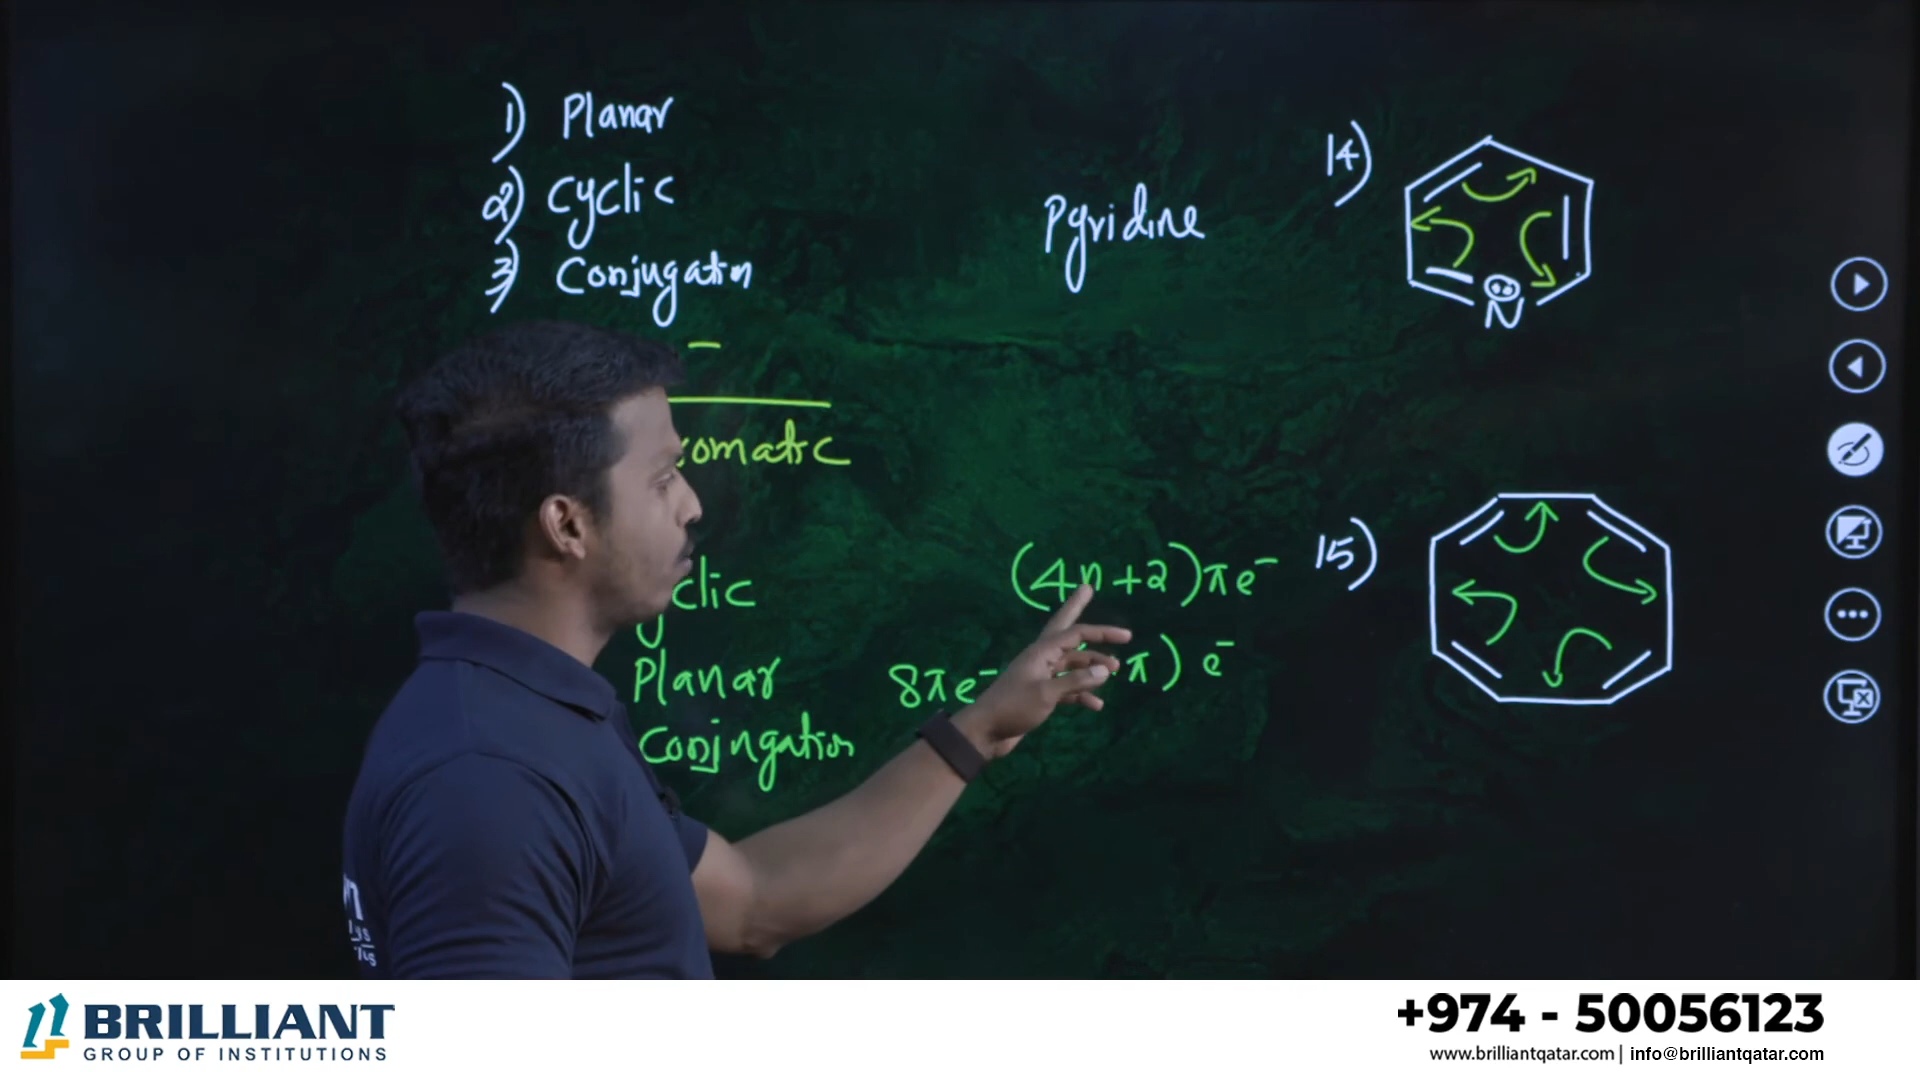 1) Planar
2) Cyclic
3) Conjugation
Pyridine
14)
N
clic
Planar
Conjugation
(4n+2)πe⁻
8πe⁻
π) e⁻
15)
BRILLIANT
GROUP OF INSTITUTIONS
+974 - 50056123
www.brilliantqatar.com | info@brilliantqatar.com